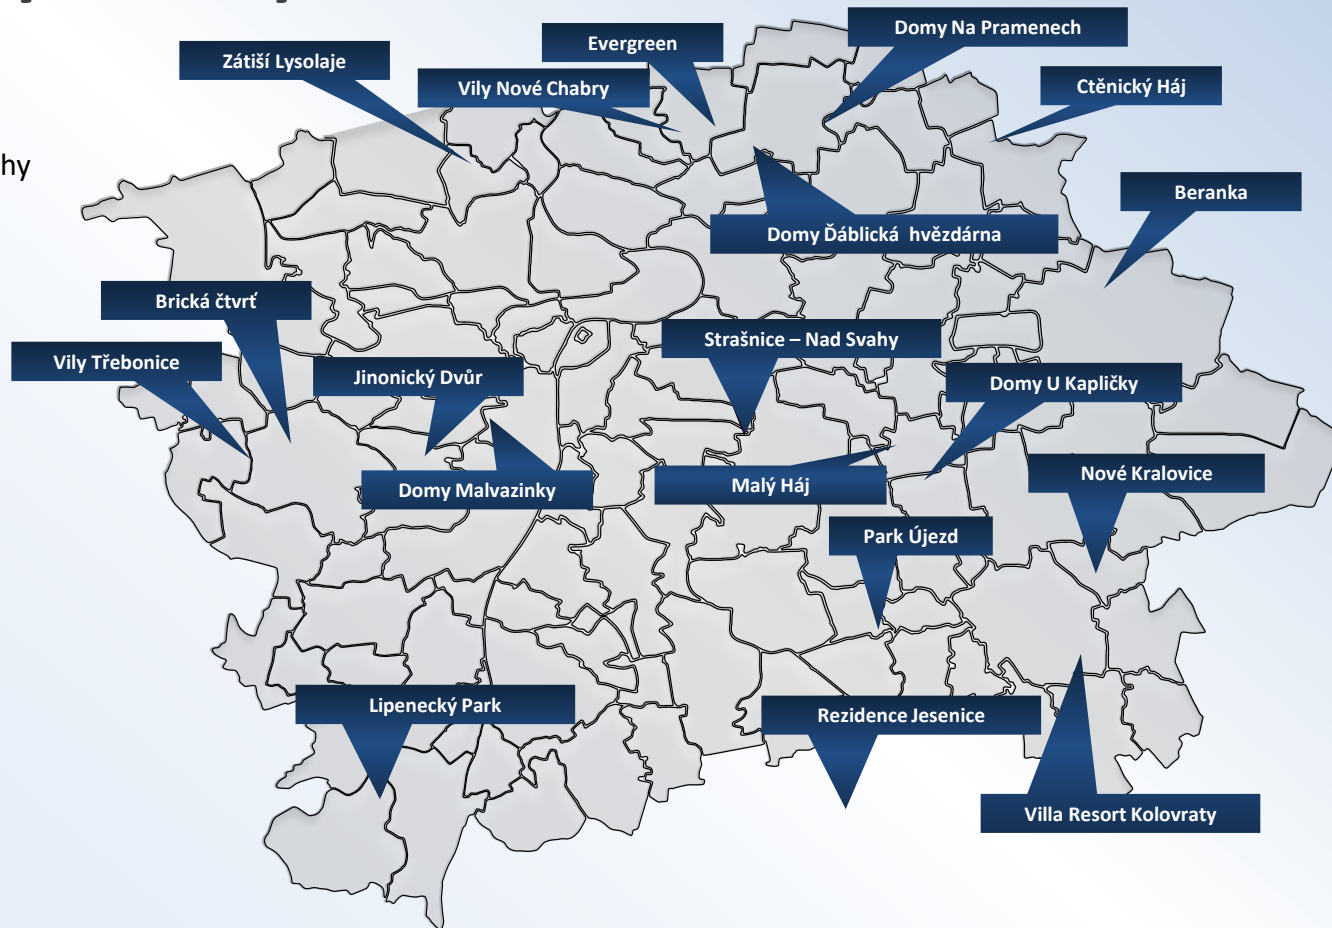 Domy Na Pramenech
Evergreen
Zátiší Lysolaje
Vily Nové Chabry
Ctěnický Háj
hy
Beranka
Domy Ďáblická hvězdárna
Brická čtvrť
Strašnice – Nad Svahy
Vily Třebonice
Jinonický Dvůr
Domy U Kapličky
Nové Kralovice
Malý Háj
Domy Malvazinky
Park Újezd
Lipenecký Park
Rezidence Jesenice
Villa Resort Kolovraty